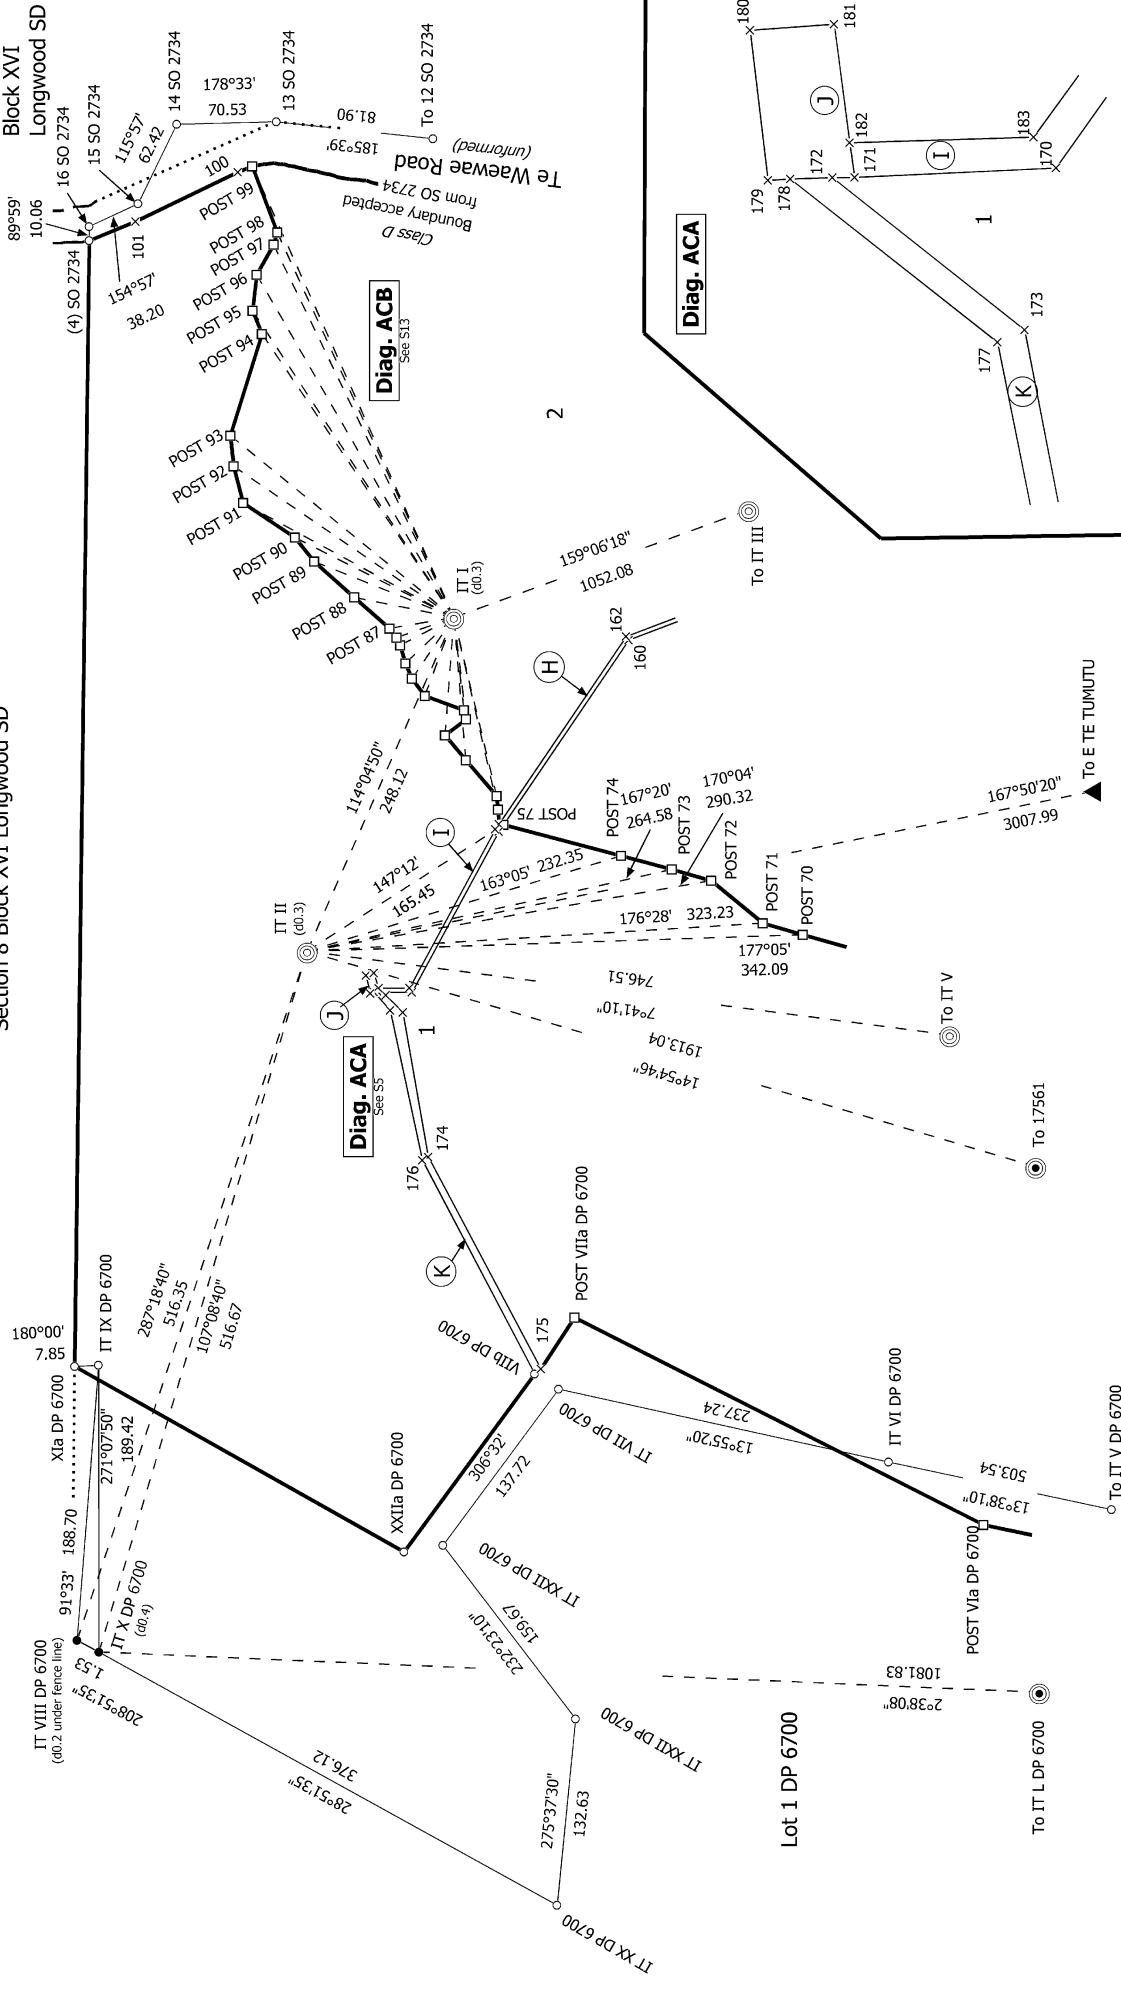 Block XVI
Longwood SD
Section 8 Block XVI Longwood SD
89°59'
10.06
16 SO 2734
15 SO 2734
115°57'
62.42
14 SO 2734
178°33'
70.53
13 SO 2734
To 12 SO 2734
81.90
185°39'
Te Waewae Road
(unformed)
Class D
Boundary accepted
from SO 2734
(4) SO 2734
101
100
154°57'
38.20
POST 99
POST 98
POST 97
POST 96
POST 95
POST 94
POST 93
POST 92
POST 91
POST 90
POST 89
POST 88
POST 87
Diag. ACB
See S13
2
IT I
(d0.3)
159°06'18"
1052.08
To IT III
162
160
H
114°04'50"
248.12
IT II
(d0.3)
147°12'
165.45
I
POST 75
163°05' 232.35
POST 74
167°20'
264.58
POST 73
170°04'
290.32
POST 72
POST 71
POST 70
176°28' 323.23
177°05'
342.09
167°50'20"
3007.99
To E TE TUMUTU
746.51
7°41'10"
To IT V
1913.04
14°54'46"
To 17561
J
Diag. ACA
See S5
1
174
176
K
175
VIIb DP 6700
POST VIIa DP 6700
287°18'40"
516.35
107°08'40"
516.67
180°00'
7.85
IT IX DP 6700
XIa DP 6700
271°07'50"
189.42
91°33' 188.70
IT VIII DP 6700
(d0.2 under fence line)
IT X DP 6700
(d0.4)
1.53
208°51'35"
376.12
28°51'35"
XXIIa DP 6700
306°32'
137.72
IT VII DP 6700
IT XXII DP 6700
232°23'10"
159.67
IT XXII DP 6700
275°37'30"
132.63
IT XX DP 6700
237.24
13°55'20"
IT VI DP 6700
503.54
13°38'10"
To IT V DP 6700
POST VIa DP 6700
1081.83
2°38'08"
To IT L DP 6700
Lot 1 DP 6700
Diag. ACA
180
181
J
182
179
178
172
171
I
183
170
1
173
177
K